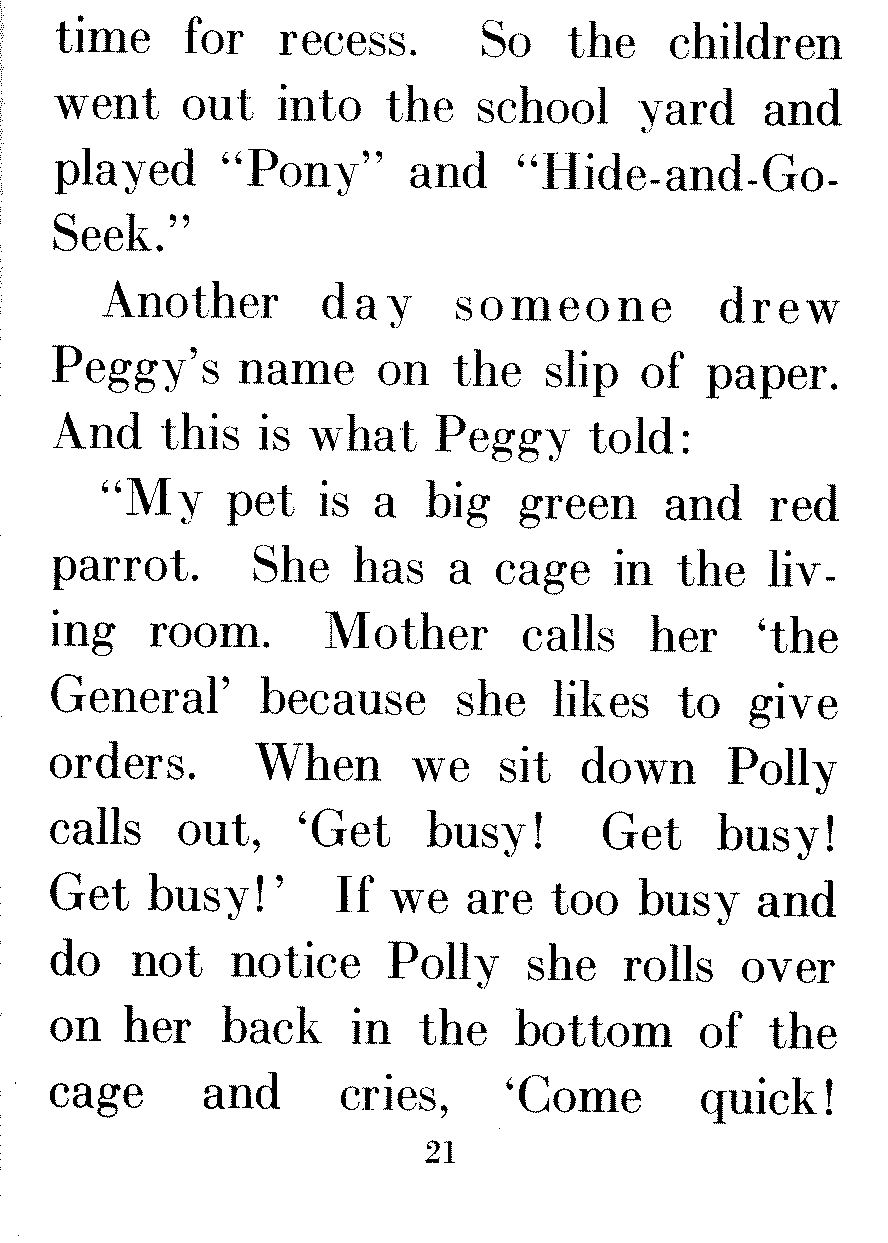 time for recess. So the children
went out into the school yard and
played “Pony” and “Hide-and-Go-
Seek.”
Another day someone drew
Peggy’s name on the slip of paper.
And this is what Peggy told:
“My pet is a big green and red
parrot. She has a cage in the liv-
ing room. Mother calls her ‘the
General’ because she likes to give
orders. When we sit down Polly
calls out, ‘Get busy! Get busy!
Get busy!’ If we are too busy and
do not notice Polly she rolls over
on her back in the bottom of the
cage and cries, ‘Come quick!
21